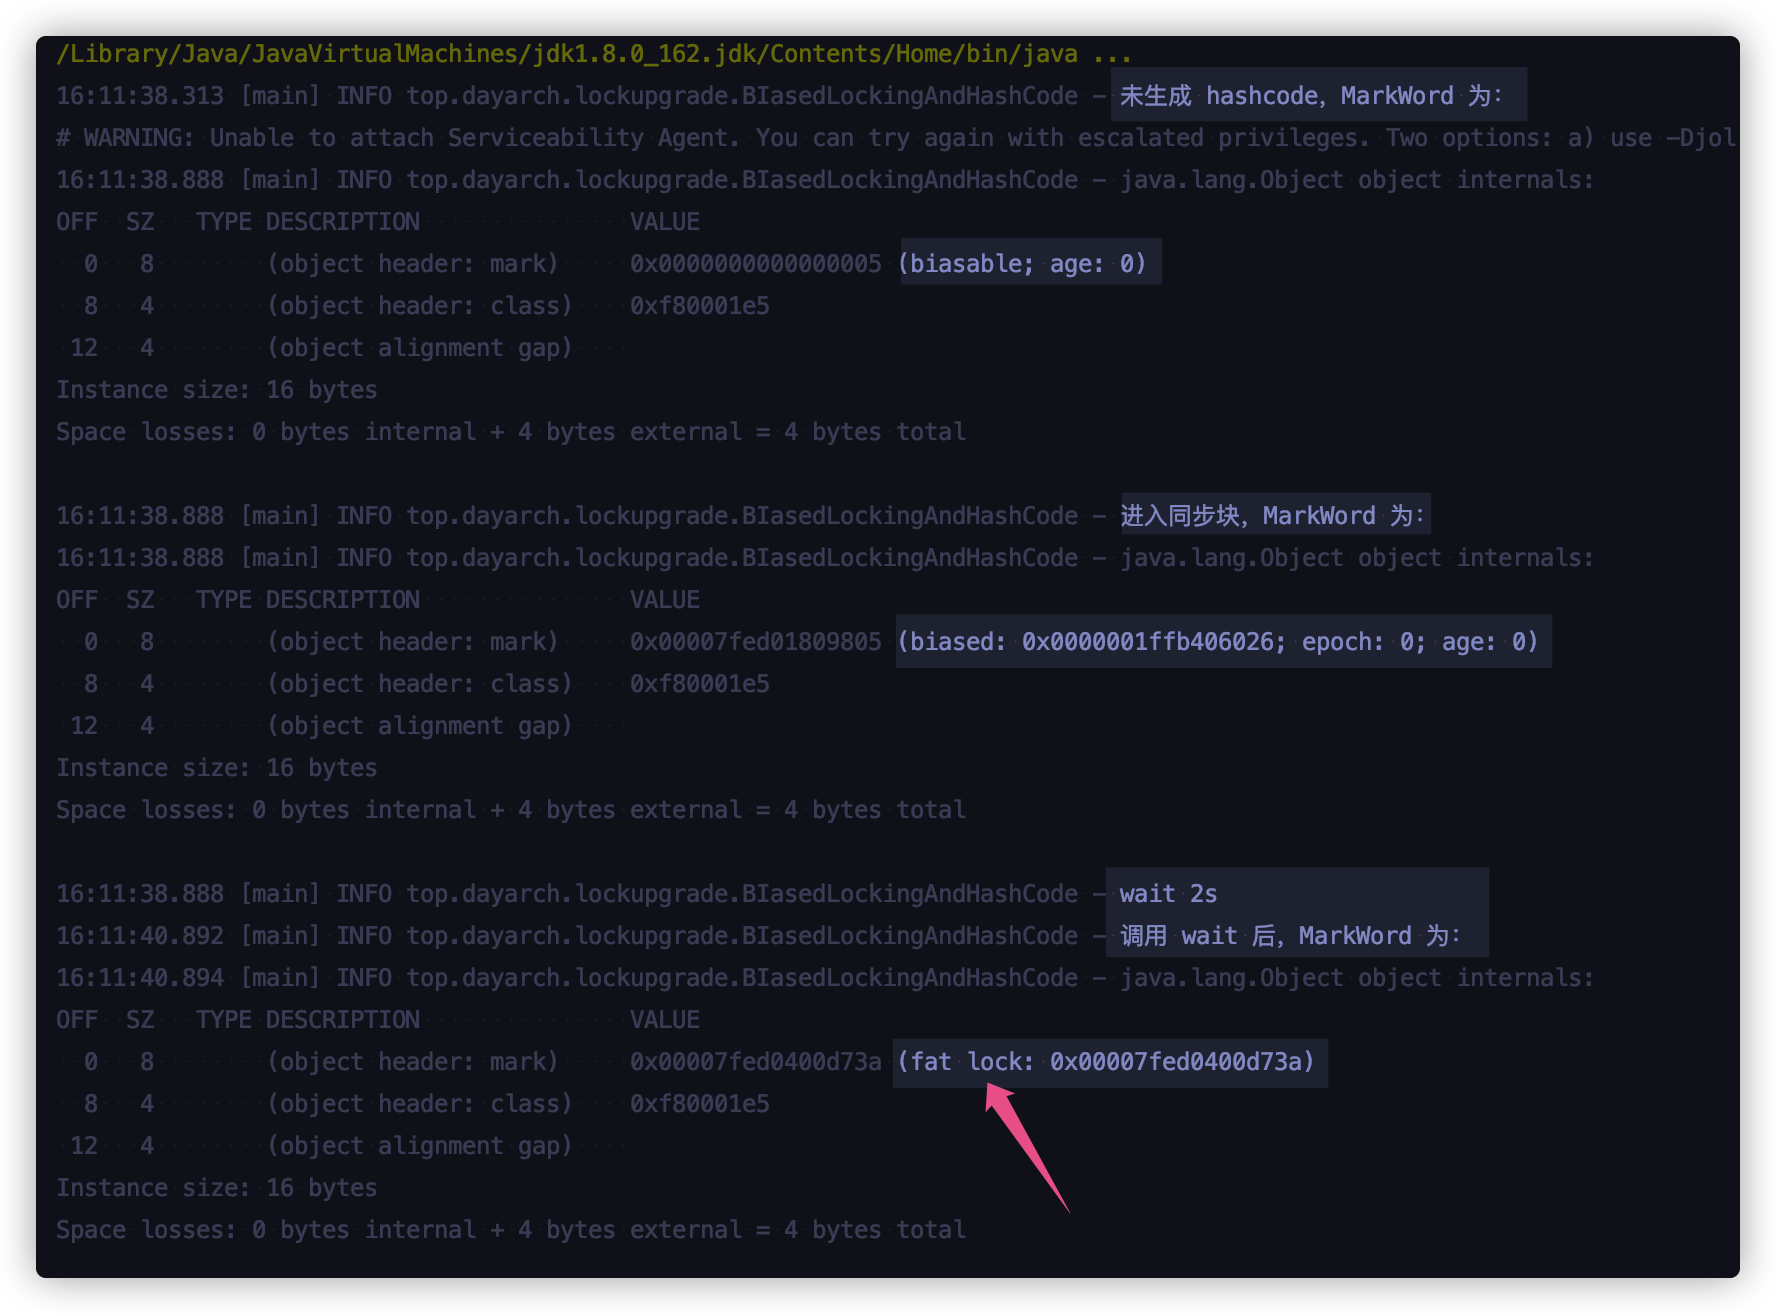 /Library/Java/JavaVirtualMachines/jdk1.8.0_162.jdk/Contents/Home/bin/java ...
16:11:38.313 [main] INFO top.dayarch.lockupgrade.BIasedLockingAndHashCode - 未生成 hashcode，MarkWord 为：
# WARNING: Unable to attach Serviceability Agent. You can try again with escalated privileges. Two options: a) use -Djol
16:11:38.888 [main] INFO top.dayarch.lockupgrade.BIasedLockingAndHashCode - java.lang.Object object internals:
OFF  SZ   TYPE DESCRIPTION               VALUE
  0   8        (object header: mark)     0x0000000000000005 (biasable; age: 0)
  8   4        (object header: class)    0xf80001e5
 12   4        (object alignment gap)
Instance size: 16 bytes
Space losses: 0 bytes internal + 4 bytes external = 4 bytes total
16:11:38.888 [main] INFO top.dayarch.lockupgrade.BIasedLockingAndHashCode - 进入同步块，MarkWord 为：
16:11:38.888 [main] INFO top.dayarch.lockupgrade.BIasedLockingAndHashCode - java.lang.Object object internals:
OFF  SZ   TYPE DESCRIPTION               VALUE
  0   8        (object header: mark)     0x00007fed01809805 (biased: 0x0000001ffb406026; epoch: 0; age: 0)
  8   4        (object header: class)    0xf80001e5
 12   4        (object alignment gap)
Instance size: 16 bytes
Space losses: 0 bytes internal + 4 bytes external = 4 bytes total
16:11:38.888 [main] INFO top.dayarch.lockupgrade.BIasedLockingAndHashCode - wait 2s
16:11:40.892 [main] INFO top.dayarch.lockupgrade.BIasedLockingAndHashCode - 调用 wait 后，MarkWord 为：
16:11:40.894 [main] INFO top.dayarch.lockupgrade.BIasedLockingAndHashCode - java.lang.Object object internals:
OFF  SZ   TYPE DESCRIPTION               VALUE
  0   8        (object header: mark)     0x00007fed0400d73a (fat lock: 0x00007fed0400d73a)
  8   4        (object header: class)    0xf80001e5
 12   4        (object alignment gap)
Instance size: 16 bytes
Space losses: 0 bytes internal + 4 bytes external = 4 bytes total